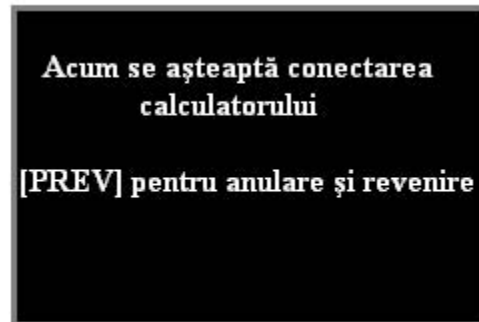 Acum se aşteaptă conectarea
calculatorului
[PREV] pentru anulare şi revenire